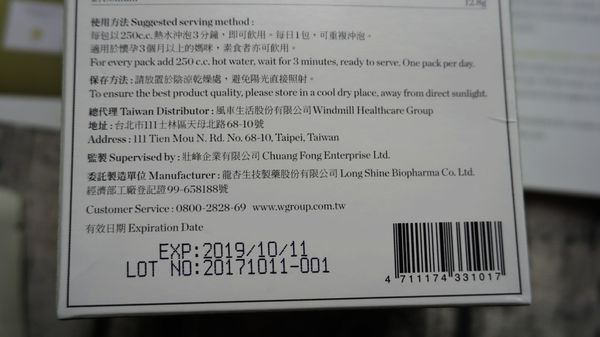 12.8g
使用方法 Suggested serving method :
每包以250c.c.熱水沖泡3分鐘，即可飲用。每日1包，可重複沖泡。
適用於懷孕3個月以上的媽咪，素食者亦可飲用。
For every pack add 250 c.c. hot water, wait for 3 minutes, ready to serve. One pack per day.
保存方法 : 請放置於陰涼乾燥處，避免陽光直接照射。
To ensure the best product quality, please store in a cool dry place, away from direct sunlight.
總代理 Taiwan Distributor : 風車生活股份有限公司 Windmill Healthcare Group
地址 : 台北市111士林區天母北路68-10號
Address : 111 Tien Mou N. Rd. No. 68-10, Taipei, Taiwan
監製 Supervised by : 壯峰企業有限公司 Chuang Fong Enterprise Ltd.
委託製造單位 Manufacturer : 龍杏生技製藥股份有限公司 Long Shine Biopharma Co. Ltd.
經濟部工廠登記證 99-658188號
Customer Service : 0800-2828-69 www.wgroup.com.tw
有效日期 Expiration Date
EXP:2019/10/11
LOT NO:20171011-001
4 711174 331017